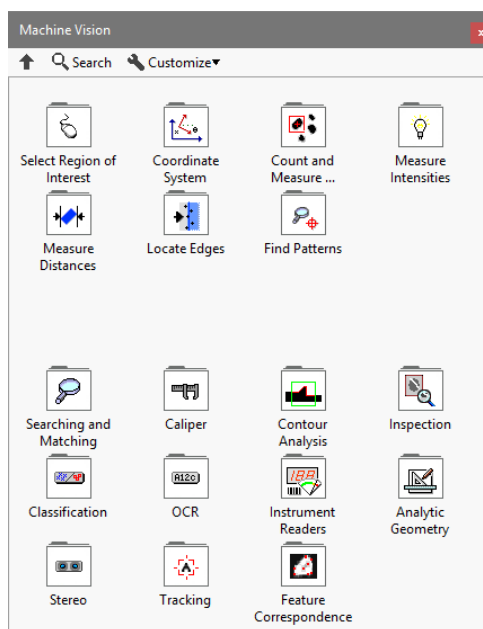 Machine Vision
Search Customize
Select Region of Interest
Coordinate System
Count and Measure ...
Measure Intensities
Measure Distances
Locate Edges
Find Patterns
Searching and Matching
Caliper
Contour Analysis
Inspection
A12c
Classification
OCR
Instrument Readers
Analytic Geometry
A
Stereo
Tracking
Feature Correspondence